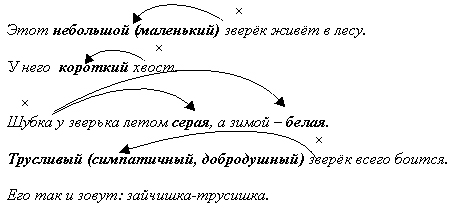 Этот небольшой (маленький) зверёк живёт в лесу.
У него короткий хвост.
Шубка у зверька летом серая, а зимой – белая.
Трусливый (симпатичный, добродушный) зверёк всего боится.
Его так и зовут: зайчишка-трусишка.